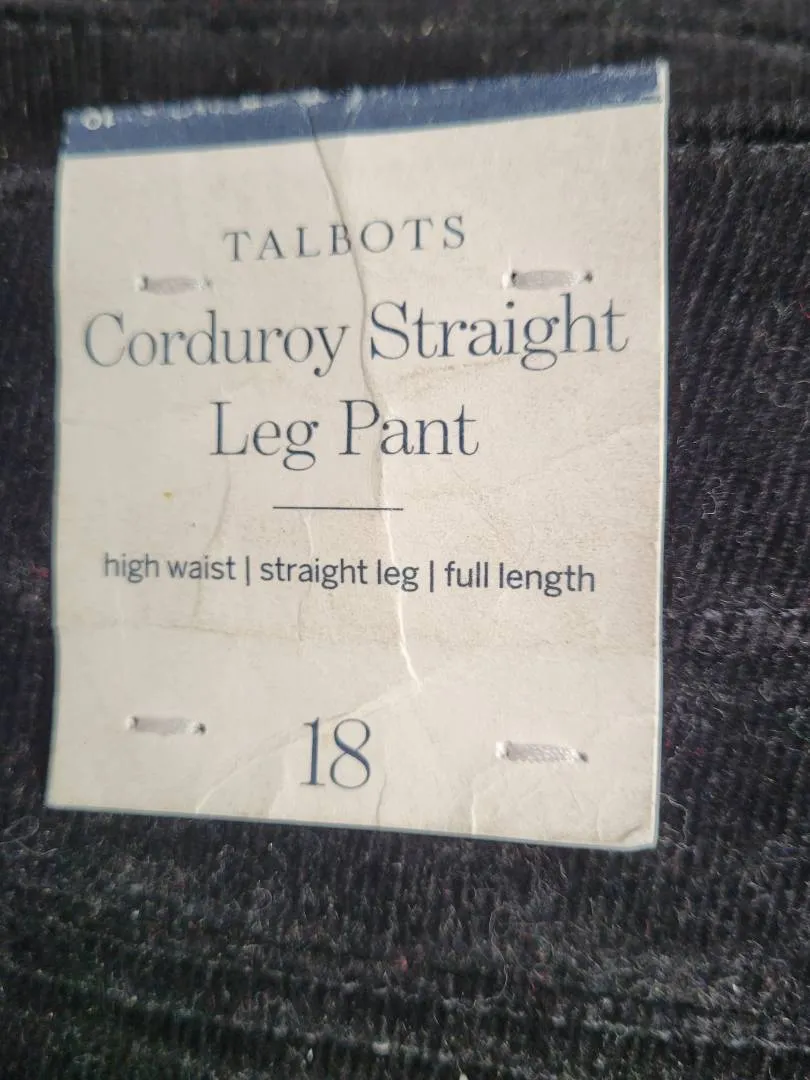 TALBOTS
Corduroy Straight
Leg Pant
high waist | straight leg | full length
18